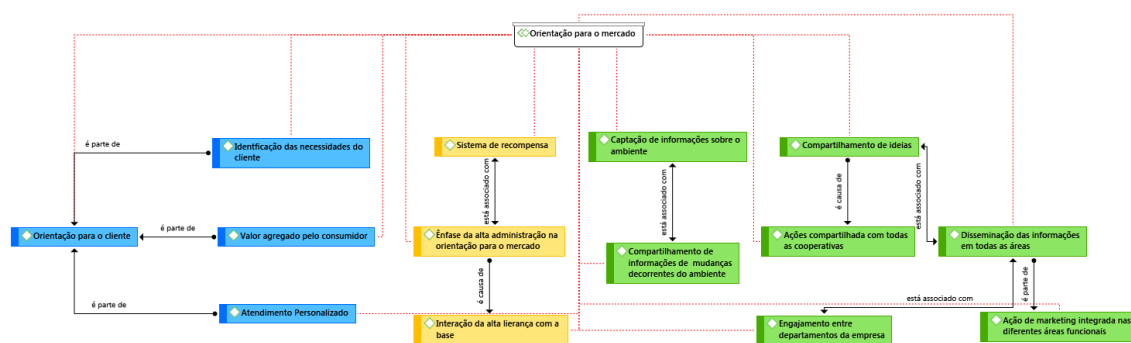 Orientação para o mercado
é parte de
Identficação das necessidades do
cliente
Sistema de recompensa
Captação de informações sobre o
ambiente
Compartilhamento de ideias
está associado com
está associado com
é causa de
está associado com
Orientação para o cliente
é parte de
Valor agregado pelo consumidor
Ênfase da alta administração na
orientação para o mercado
Compartilhamento de
informações de mudanças
decorrentes do ambiente
Ações compartilhada com todas
as cooperativas
Disseminação das informações
em todas as áreas
é parte de
é causa de
está associado com
é parte de
Atendimento Personalizado
Interação da alta lierança com a
base
Engajamento entre
departamentos da empresa
Ação de marketing integrada nas
diferentes áreas funcionais